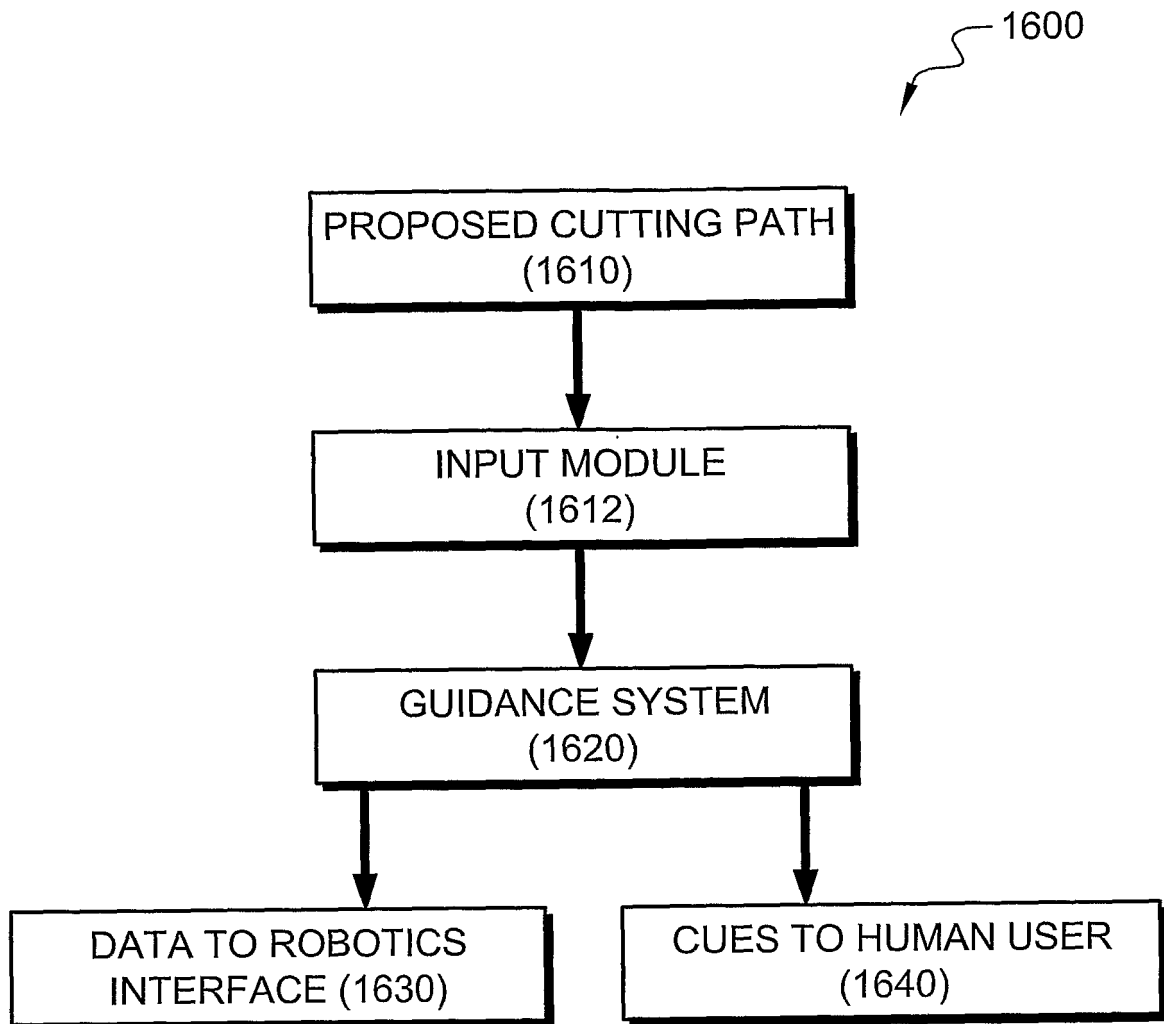 1600
PROPOSED CUTTING PATH
(1610)
INPUT MODULE
(1612)
GUIDANCE SYSTEM
(1620)
DATA TO ROBOTICS
INTERFACE (1630)
CUES TO HUMAN USER
(1640)